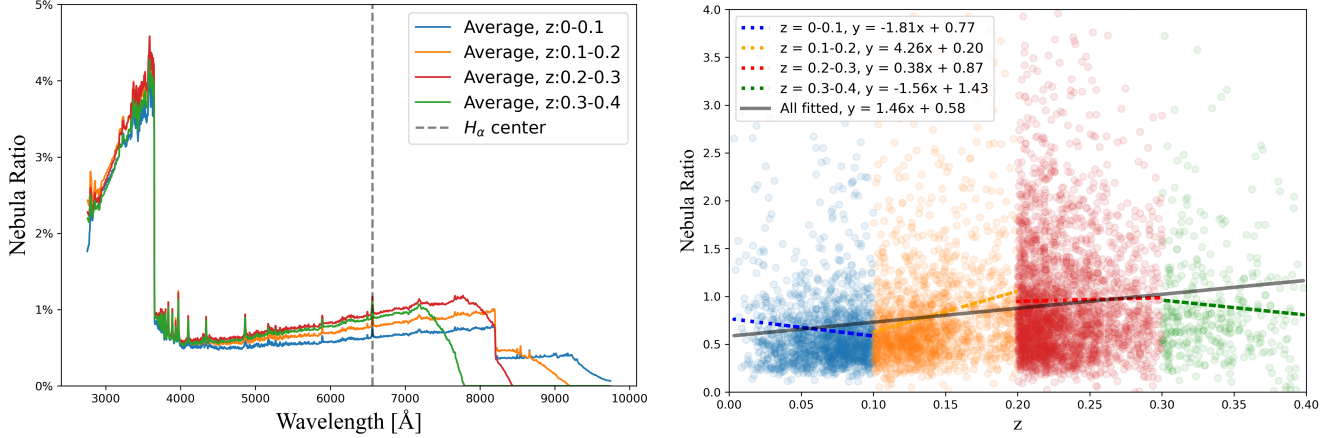 5%
4%
3%
2%
1%
0%
Nebula Ratio
3000 4000 5000 6000 7000 8000 9000 10000
Wavelength [Å]
Average, z:0-0.1
Average, z:0.1-0.2
Average, z:0.2-0.3
Average, z:0.3-0.4
Hα center
4.0
3.5
3.0
2.5
2.0
1.5
1.0
0.5
0.0
Nebula Ratio
0.00 0.05 0.10 0.15 0.20 0.25 0.30 0.35 0.40
z
z = 0-0.1, y = -1.81x + 0.77
z = 0.1-0.2, y = 4.26x + 0.20
z = 0.2-0.3, y = 0.38x + 0.87
z = 0.3-0.4, y = -1.56x + 1.43
All fitted, y = 1.46x + 0.58